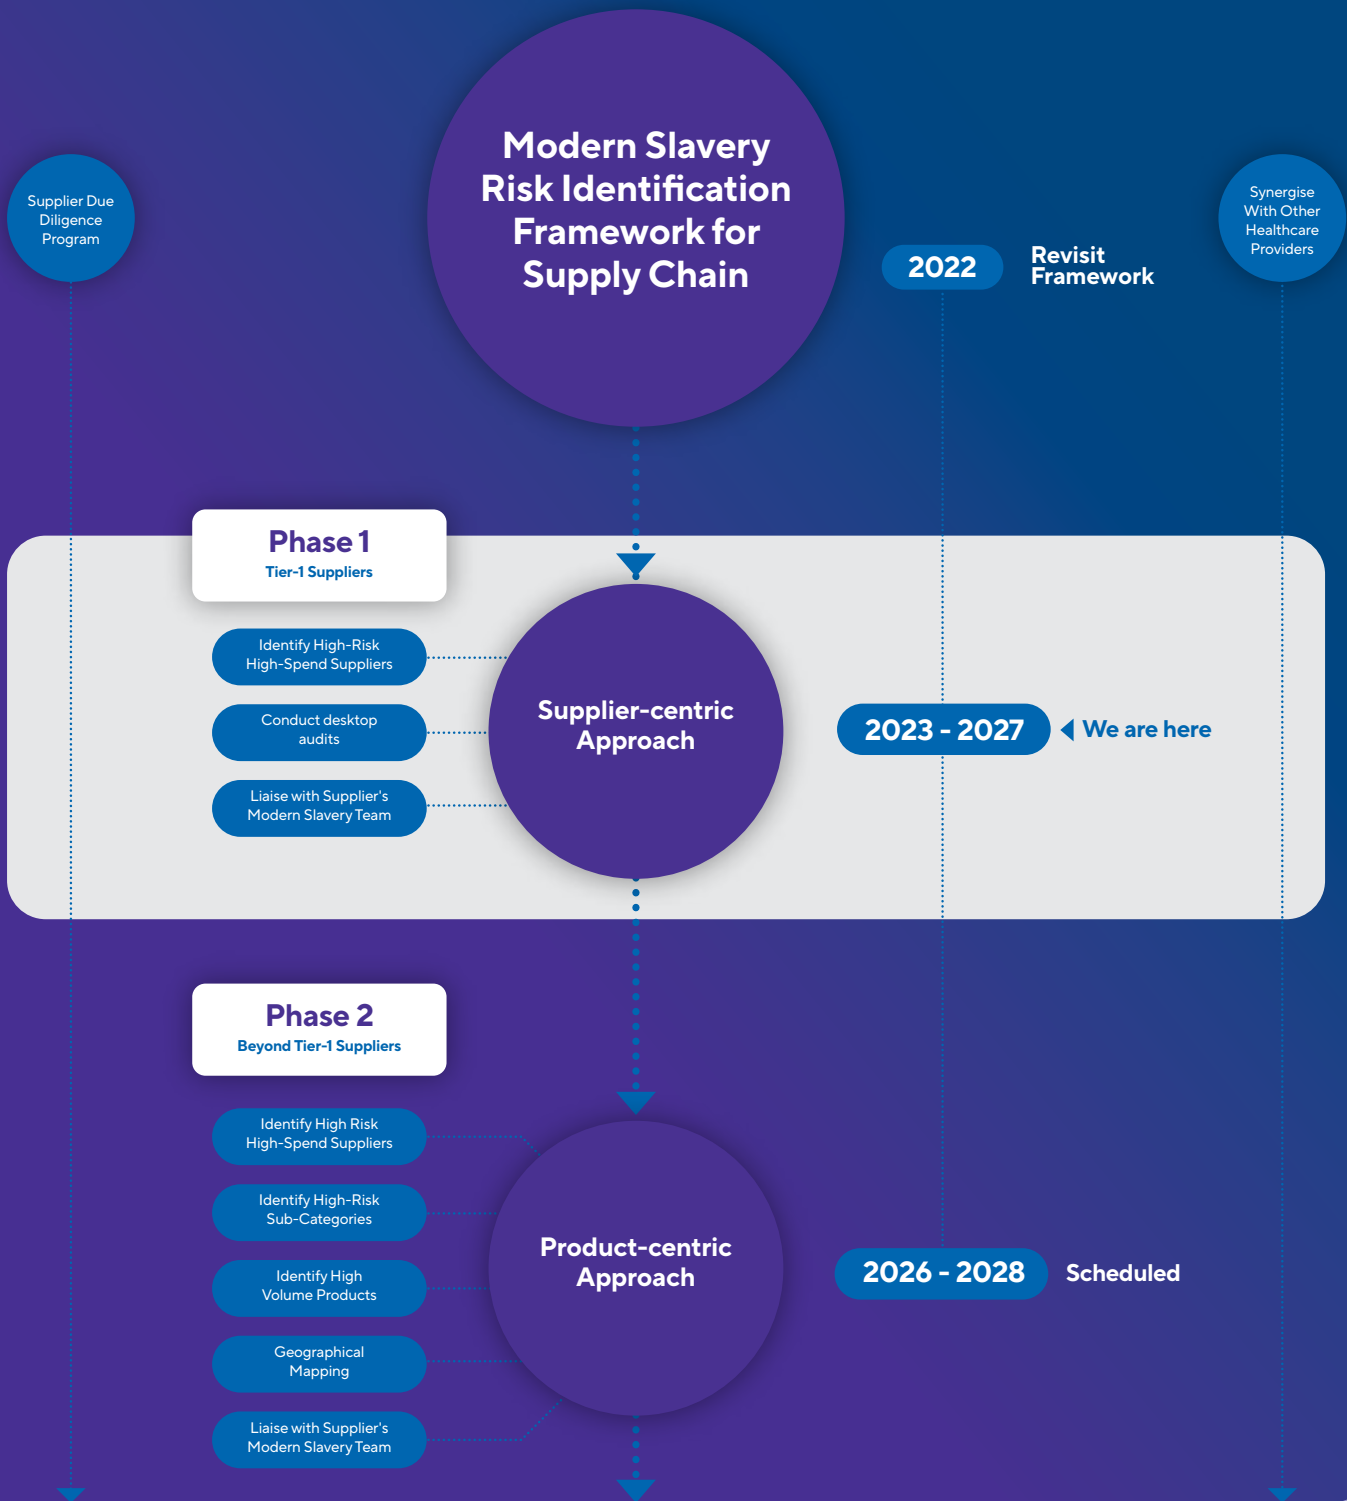 Modern Slavery
Risk Identification
Framework for
Supply Chain
Supplier Due
Diligence
Program
2022
Revisit
Framework
Synergise
With Other
Healthcare
Providers
Phase 1
Tier-1 Suppliers
Identify High-Risk
High-Spend Suppliers
Conduct desktop
audits
Liaise with Supplier's
Modern Slavery Team
Supplier-centric
Approach
2023 - 2027
We are here
Phase 2
Beyond Tier-1 Suppliers
Identify High Risk
High-Spend Suppliers
Identify High-Risk
Sub-Categories
Identify High
Volume Products
Geographical
Mapping
Liaise with Supplier's
Modern Slavery Team
Product-centric
Approach
2026 - 2028
Scheduled